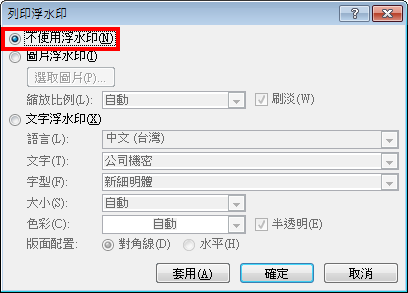 列印浮水印
不使用浮水印(N)
圖片浮水印(I)
選取圖片(P)...
縮放比例(L): 自動 刷淡(W)
文字浮水印(X)
語言(L): 中文 (台灣)
文字(T): 公司機密
字型(F): 新細明體
大小(S): 自動
色彩(C): 自動 半透明(E)
版面配置: 對角線(D) 水平(H)
套用(A) 確定 取消